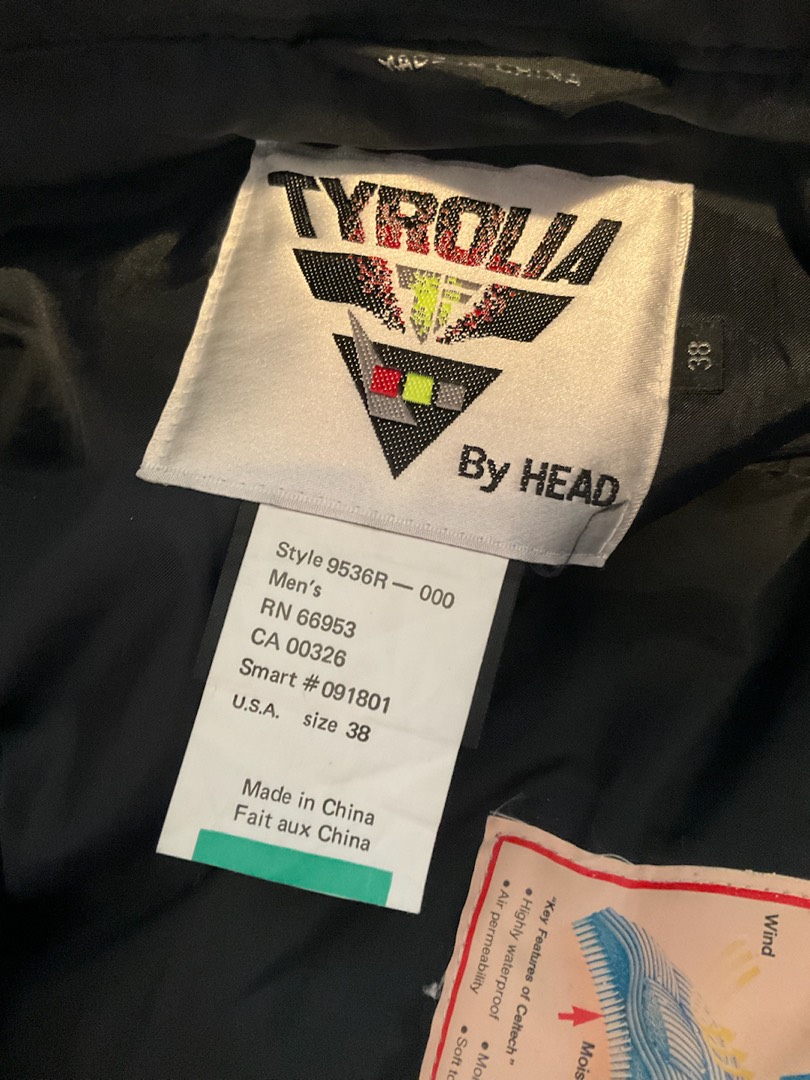 MADE IN CHINA
TYROLIA
By HEAD
38
Style 9536R — 000
Men's
RN 66953
CA 00326
Smart #091801
U.S.A. size 38
Made in China
Fait aux China
Wind
"Key Features of Celtech"
• Highly waterproof
• Air permeability